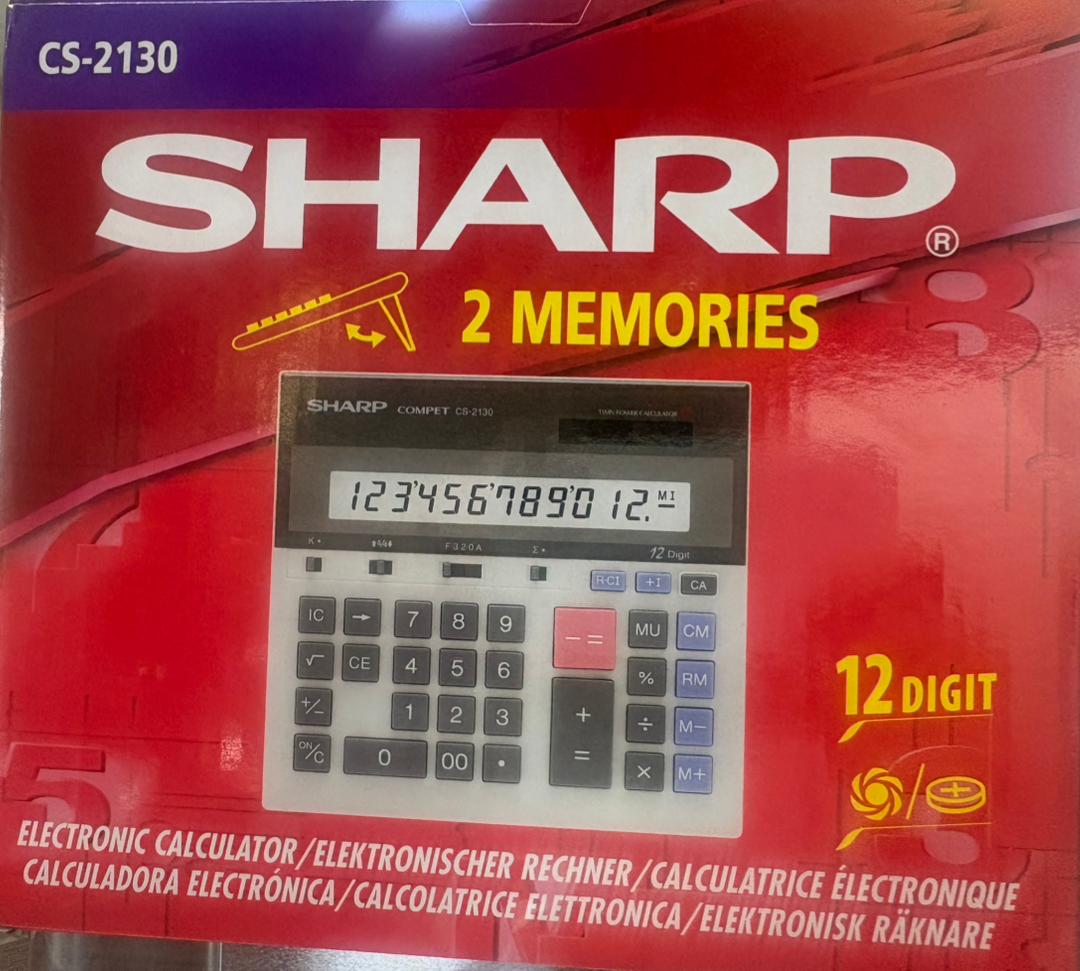 CS-2130
SHARP®
2 MEMORIES
SHARP COMPET CS-2130 TWIN POWER CALCULATOR
123'456'789'012. MI
K• F320A Σ•
12 Digit
R·CI +I CA
IC → 7 8 9 − = MU CM
√ CE 4 5 6 % RM
+/− 1 2 3 + = ÷ M−
ON/C 0 00 • × M+
12 DIGIT
ELECTRONIC CALCULATOR/ELEKTRONISCHER RECHNER/CALCULATRICE ÉLECTRONIQUE
CALCULADORA ELECTRÓNICA/CALCOLATRICE ELETTRONICA/ELEKTRONISK RÄKNARE